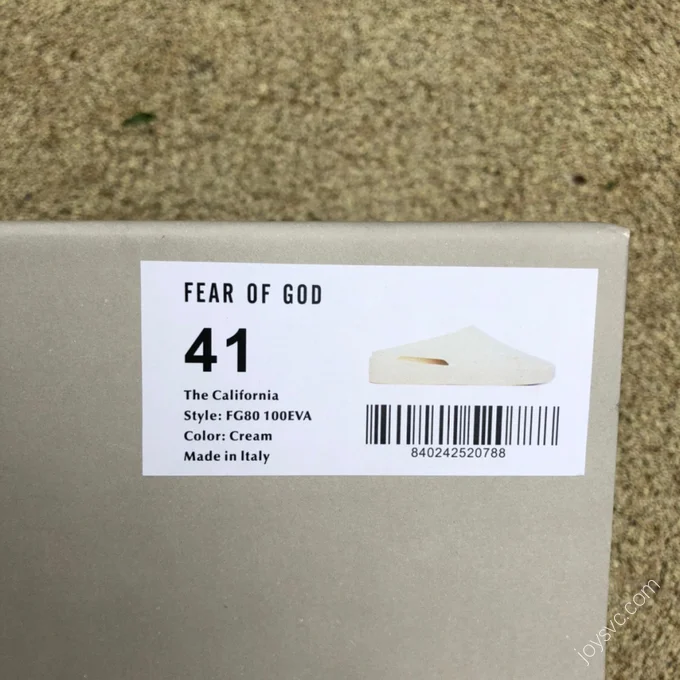 FEAR OF GOD
41
The California
Style: FG80 100EVA
Color: Cream
Made in Italy
840242520788
joysvc.com